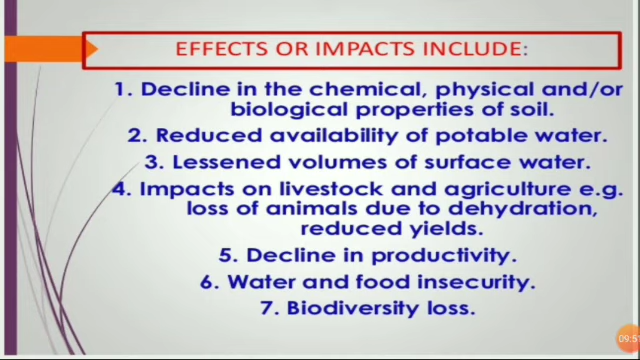 EFFECTS OR IMPACTS INCLUDE:
1. Decline in the chemical, physical and/or
biological properties of soil.
2. Reduced availability of potable water.
3. Lessened volumes of surface water.
4. Impacts on livestock and agriculture e.g.
loss of animals due to dehydration,
reduced yields.
5. Decline in productivity.
6. Water and food insecurity.
7. Biodiversity loss.